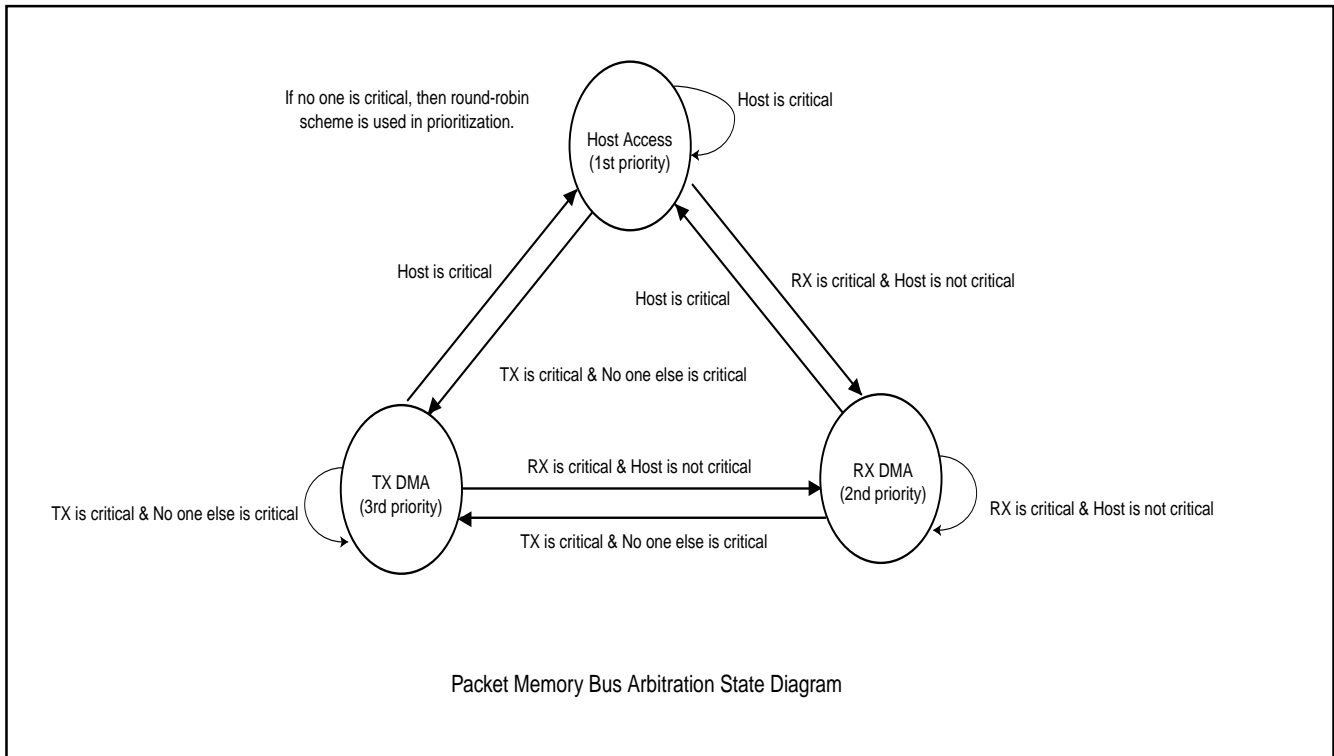 If no one is critical, then round-robin
scheme is used in prioritization.
Host is critical
Host Access
(1st priority)
Host is critical
RX is critical & Host is not critical
Host is critical
TX is critical & No one else is critical
RX is critical & Host is not critical
TX DMA
(3rd priority)
RX DMA
(2nd priority)
TX is critical & No one else is critical
RX is critical & Host is not critical
TX is critical & No one else is critical
Packet Memory Bus Arbitration State Diagram